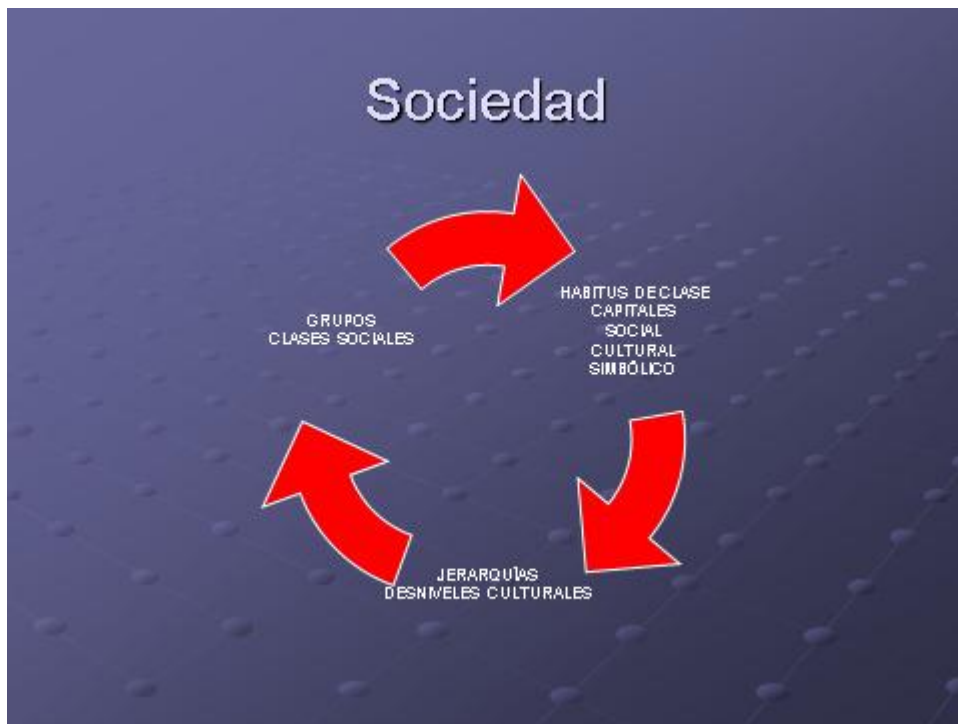 Sociedad
GRUPOS
CLASES SOCIALES
HABITUS DE CLASE
CAPITALES
SOCIAL
CULTURAL
SIMBÓLICO
JERARQUÍAS
DESNIVELES CULTURALES